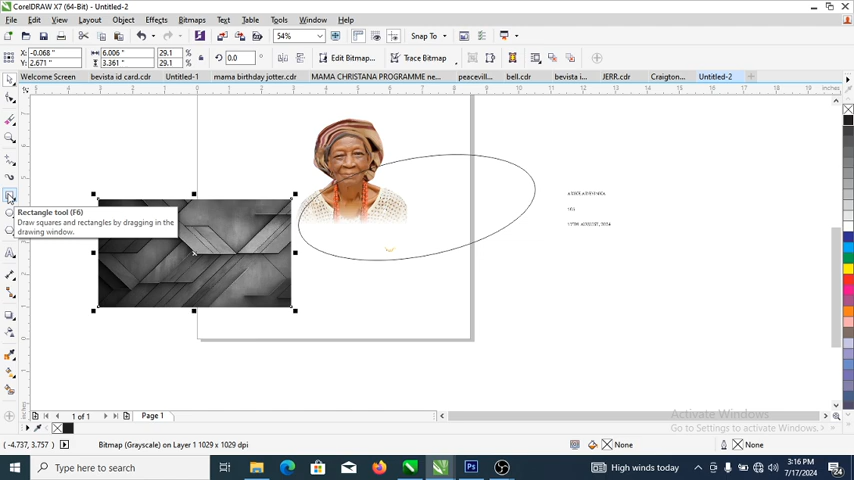 CorelDRAW X7 (64-Bit) - Untitled-2
File Edit View Layout Object Effects Bitmaps Text Table Tools Window Help
54% Snap To
X: -0.068 " 6.006 " 29.1 % 0.0 ° Edit Bitmap... Trace Bitmap
Y: 2.671 " 3.361 " 29.1 %
Welcome Screen bevista id card.cdr Untitled-1 mama birthday jotter.cdr MAMA CHRISTANA PROGRAMME ne... peacevill... bell.cdr bevista i... JERR.cdr Craigton... Untitled-2
inches
Rectangle tool (F6)
Draw squares and rectangles by dragging in the
drawing window.
17TH AUGUST, 2024
1 of 1 Page 1
Activate Windows
Go to Settings to activate Windows.
( -4.737, 3.757 ) Bitmap (Grayscale) on Layer 1 1029 x 1029 dpi None None
Type here to search High winds today 3:16 PM
7/17/2024 24